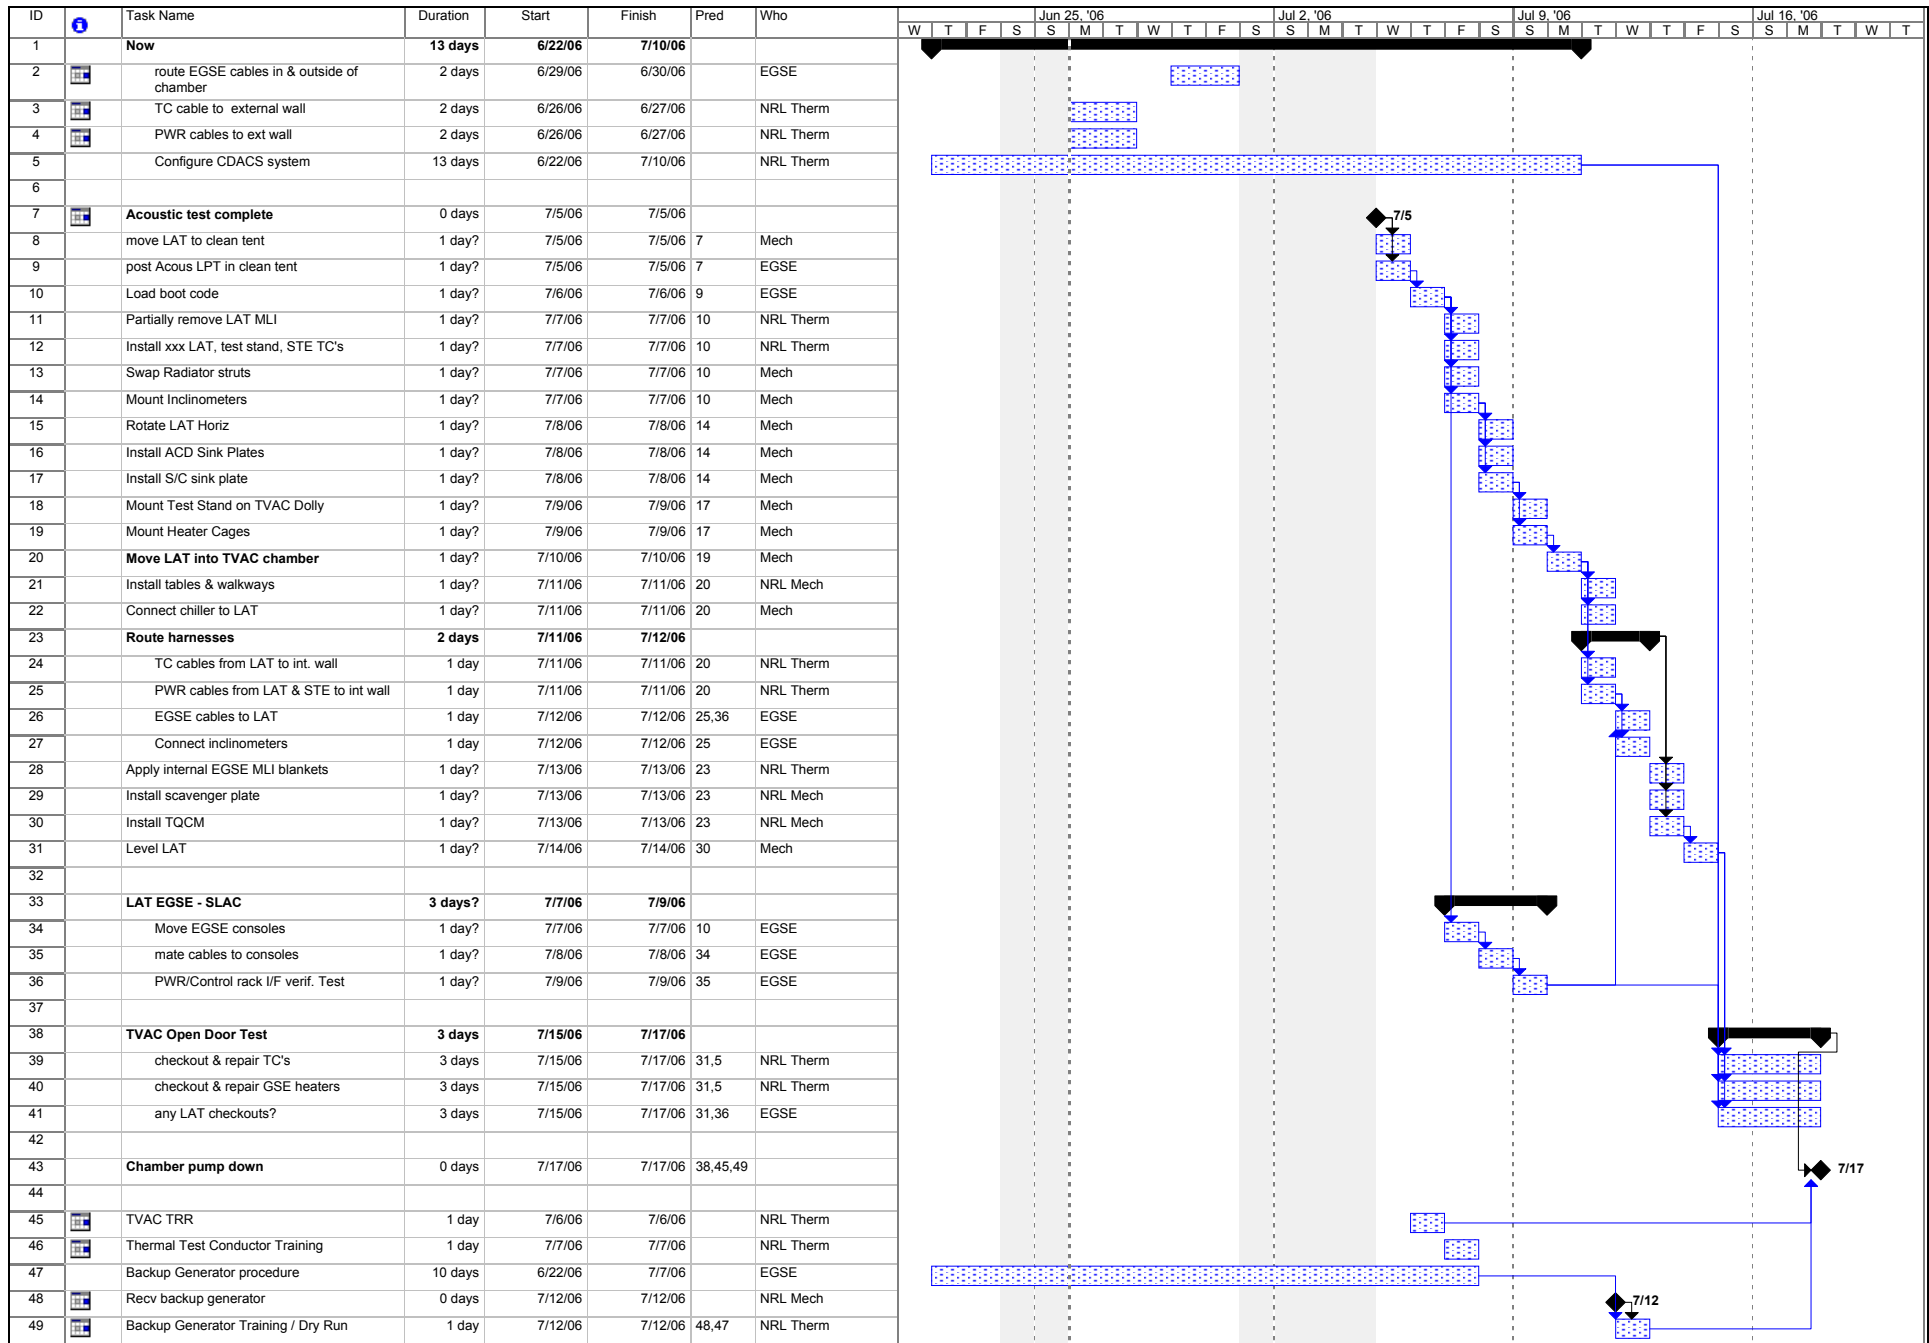 ID Task Name Duration Start Finish Pred Who
Jun 25, '06 Jul 2, '06 Jul 9, '06 Jul 16, '06
W T F S S M T W T F S S M T W T F S S M T W T F S S M T W T
1 Now 13 days 6/22/06 7/10/06
2 route EGSE cables in & outside of 2 days 6/29/06 6/30/06 EGSE
chamber
3 TC cable to external wall 2 days 6/26/06 6/27/06 NRL Therm
4 PWR cables to ext wall 2 days 6/26/06 6/27/06 NRL Therm
5 Configure CDACS system 13 days 6/22/06 7/10/06 NRL Therm
6
7 Acoustic test complete 0 days 7/5/06 7/5/06 7/5
8 move LAT to clean tent 1 day? 7/5/06 7/5/06 7 Mech
9 post Acous LPT in clean tent 1 day? 7/5/06 7/5/06 7 EGSE
10 Load boot code 1 day? 7/6/06 7/6/06 9 EGSE
11 Partially remove LAT MLI 1 day? 7/7/06 7/7/06 10 NRL Therm
12 Install xxx LAT, test stand, STE TC's 1 day? 7/7/06 7/7/06 10 NRL Therm
13 Swap Radiator struts 1 day? 7/7/06 7/7/06 10 Mech
14 Mount Inclinometers 1 day? 7/7/06 7/7/06 10 Mech
15 Rotate LAT Horiz 1 day? 7/8/06 7/8/06 14 Mech
16 Install ACD Sink Plates 1 day? 7/8/06 7/8/06 14 Mech
17 Install S/C sink plate 1 day? 7/8/06 7/8/06 14 Mech
18 Mount Test Stand on TVAC Dolly 1 day? 7/9/06 7/9/06 17 Mech
19 Mount Heater Cages 1 day? 7/9/06 7/9/06 17 Mech
20 Move LAT into TVAC chamber 1 day? 7/10/06 7/10/06 19 Mech
21 Install tables & walkways 1 day? 7/11/06 7/11/06 20 NRL Mech
22 Connect chiller to LAT 1 day? 7/11/06 7/11/06 20 Mech
23 Route harnesses 2 days 7/11/06 7/12/06
24 TC cables from LAT to int. wall 1 day 7/11/06 7/11/06 20 NRL Therm
25 PWR cables from LAT & STE to int wall 1 day 7/11/06 7/11/06 20 NRL Therm
26 EGSE cables to LAT 1 day 7/12/06 7/12/06 25,36 EGSE
27 Connect inclinometers 1 day 7/12/06 7/12/06 25 EGSE
28 Apply internal EGSE MLI blankets 1 day? 7/13/06 7/13/06 23 NRL Therm
29 Install scavenger plate 1 day? 7/13/06 7/13/06 23 NRL Mech
30 Install TQCM 1 day? 7/13/06 7/13/06 23 NRL Mech
31 Level LAT 1 day? 7/14/06 7/14/06 30 Mech
32
33 LAT EGSE - SLAC 3 days? 7/7/06 7/9/06
34 Move EGSE consoles 1 day? 7/7/06 7/7/06 10 EGSE
35 mate cables to consoles 1 day? 7/8/06 7/8/06 34 EGSE
36 PWR/Control rack I/F verif. Test 1 day? 7/9/06 7/9/06 35 EGSE
37
38 TVAC Open Door Test 3 days 7/15/06 7/17/06
39 checkout & repair TC's 3 days 7/15/06 7/17/06 31,5 NRL Therm
40 checkout & repair GSE heaters 3 days 7/15/06 7/17/06 31,5 NRL Therm
41 any LAT checkouts? 3 days 7/15/06 7/17/06 31,36 EGSE
42
43 Chamber pump down 0 days 7/17/06 7/17/06 38,45,49 7/17
44
45 TVAC TRR 1 day 7/6/06 7/6/06 NRL Therm
46 Thermal Test Conductor Training 1 day 7/7/06 7/7/06 NRL Therm
47 Backup Generator procedure 10 days 6/22/06 7/7/06 EGSE
48 Recv backup generator 0 days 7/12/06 7/12/06 NRL Mech 7/12
49 Backup Generator Training / Dry Run 1 day 7/12/06 7/12/06 48,47 NRL Therm